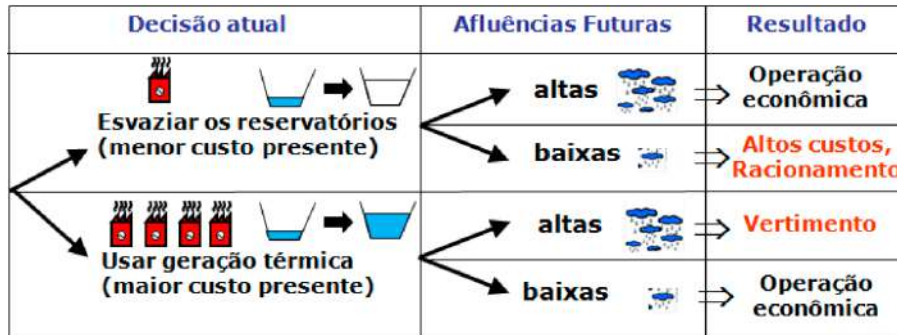 Decisão atual
Afluências Futuras
Resultado
Esvaziar os reservatórios
(menor custo presente)
altas
Operação
econômica
baixas
Altos custos,
Racionamento
Usar geração térmica
(maior custo presente)
altas
Vertimento
baixas
Operação
econômica